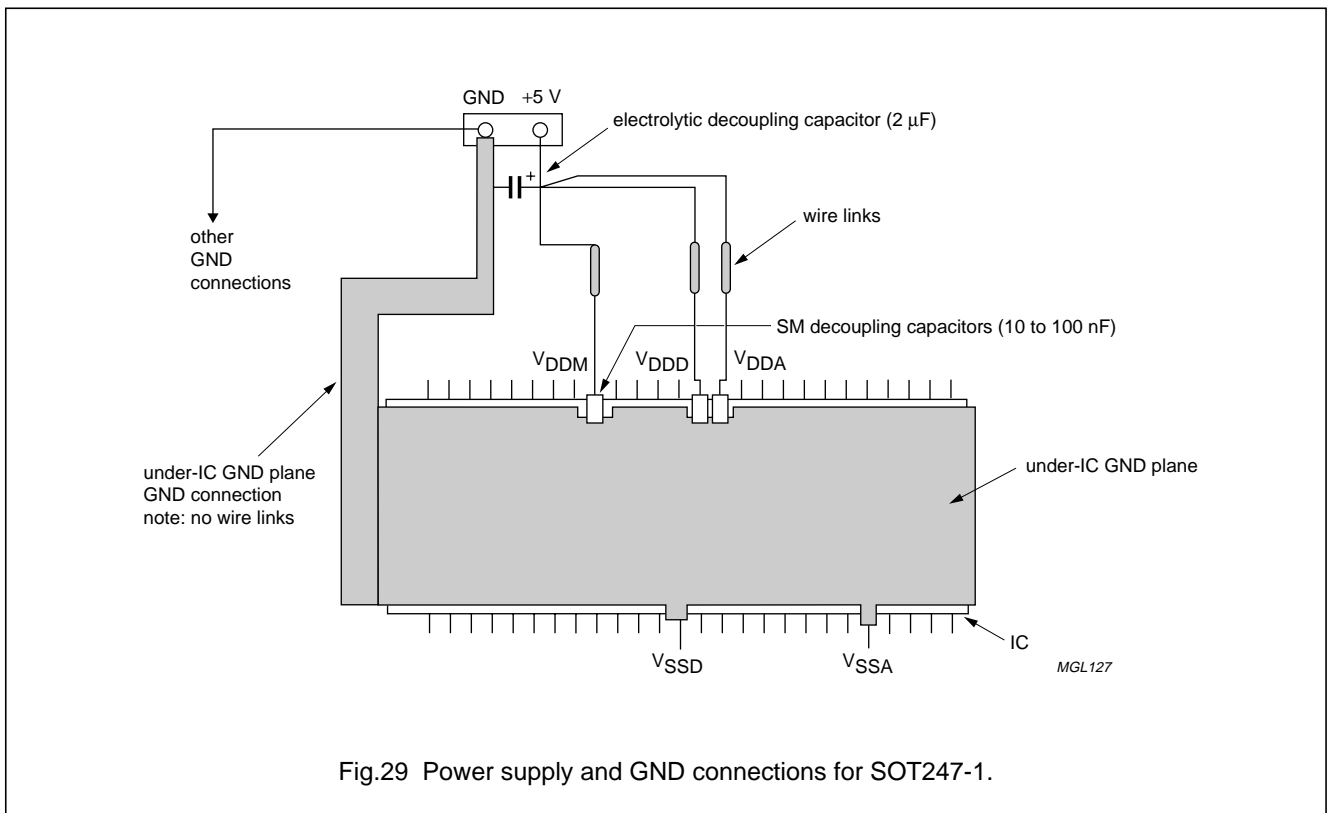 GND +5 V
electrolytic decoupling capacitor (2 μF)
+
wire links
other
GND
connections
SM decoupling capacitors (10 to 100 nF)
VDDM VDDD VDDA
under-IC GND plane
GND connection
note: no wire links
under-IC GND plane
IC
VSSD VSSA
MGL127
Fig.29 Power supply and GND connections for SOT247-1.